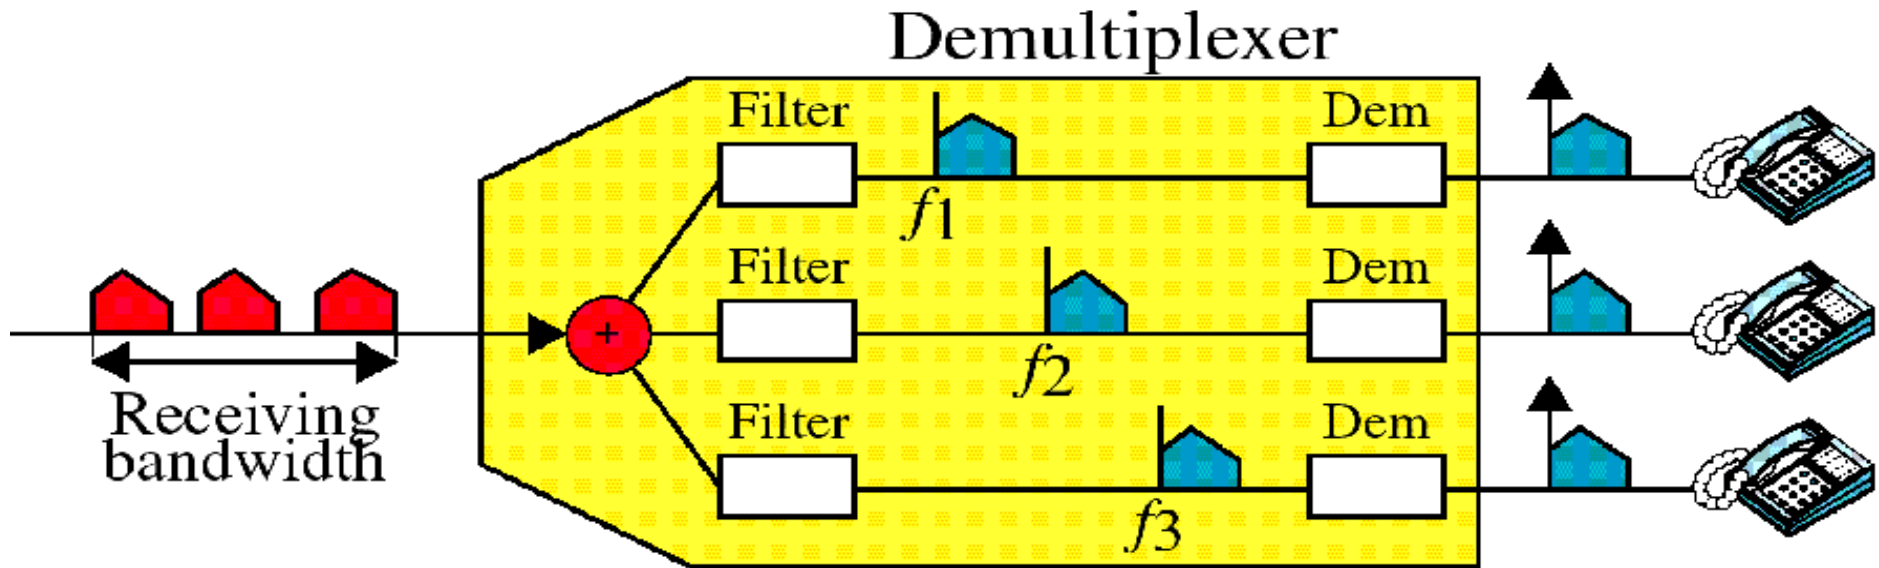 Demultiplexer
Filter
Dem
f1
Filter
Dem
+
f2
Receiving
bandwidth
Filter
Dem
f3